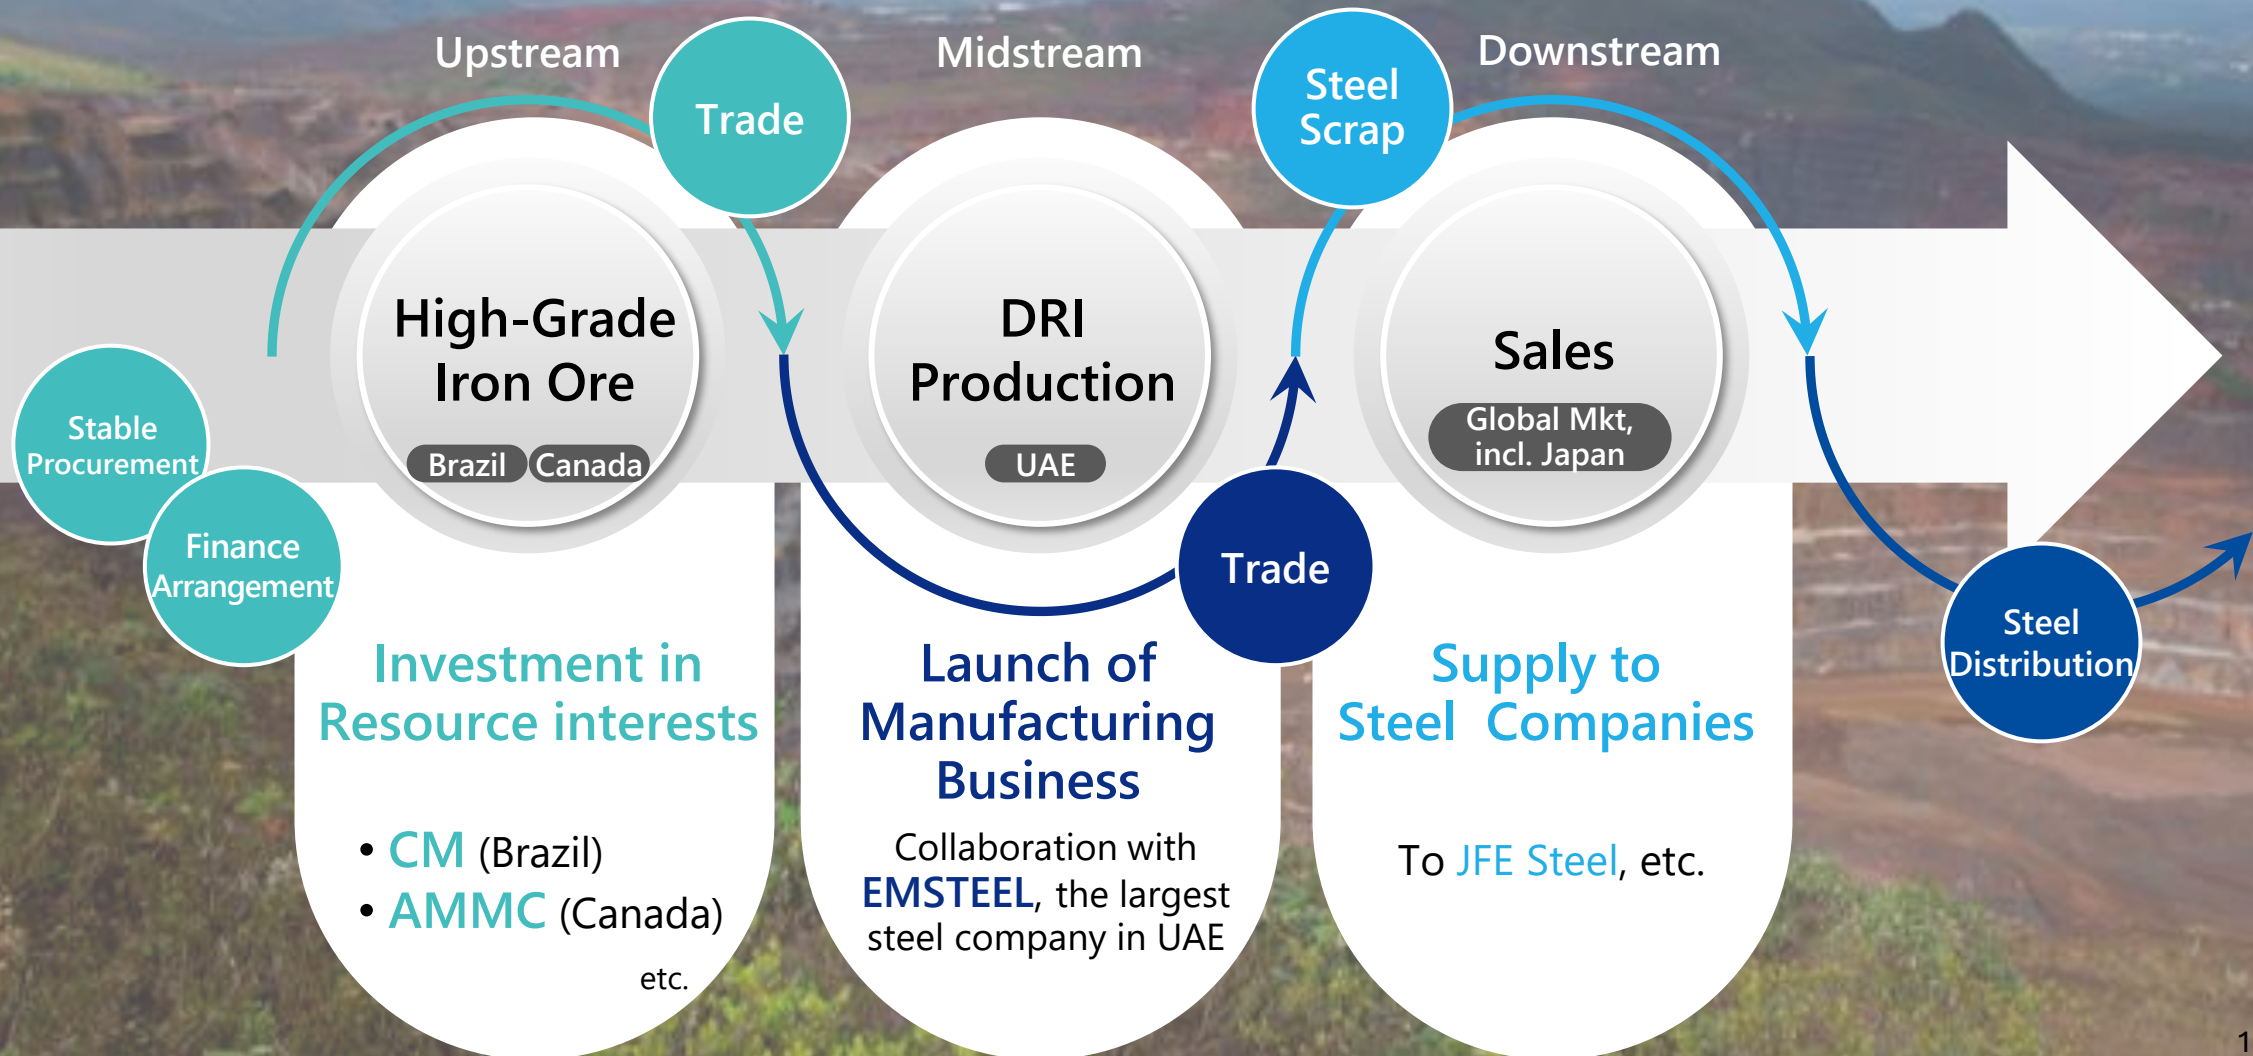 Upstream
Midstream
Downstream
Trade
Steel
Scrap
High-Grade
Iron Ore
Brazil Canada
DRI
Production
UAE
Sales
Global Mkt,
incl. Japan
Stable
Procurement
Finance
Arrangement
Trade
Steel
Distribution
Investment in
Resource interests
• CM (Brazil)
• AMMC (Canada)
etc.
Launch of
Manufacturing
Business
Collaboration with
EMSTEEL, the largest
steel company in UAE
Supply to
Steel Companies
To JFE Steel, etc.
1